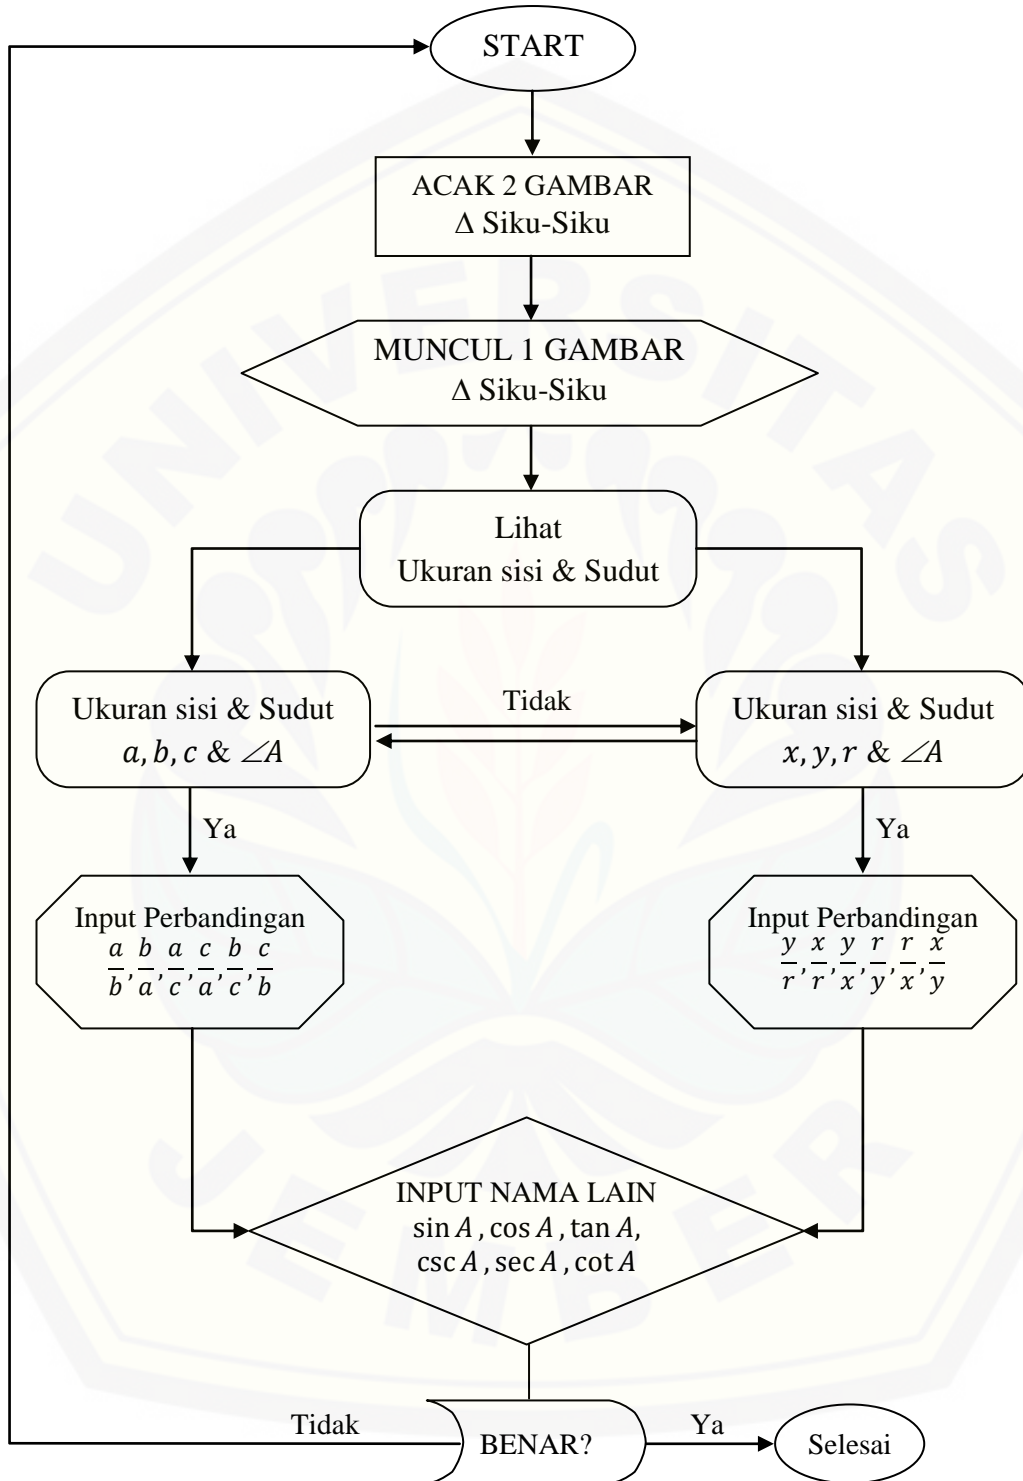 START
ACAK 2 GAMBAR
Δ Siku-Siku
MUNCUL 1 GAMBAR
Δ Siku-Siku
Lihat
Ukuran sisi & Sudut
Ukuran sisi & Sudut
a, b, c & ∠A
Tidak
Ukuran sisi & Sudut
x, y, r & ∠A
Ya
Ya
Input Perbandingan
a/b, b/a, a/c, c/a, b/c, c/b
Input Perbandingan
y/r, x/r, y/x, r/y, r/x, x/y
INPUT NAMA LAIN
sin A , cos A , tan A,
csc A , sec A , cot A
Tidak
BENAR?
Ya
Selesai
UNIVERSITAS
JEMBER